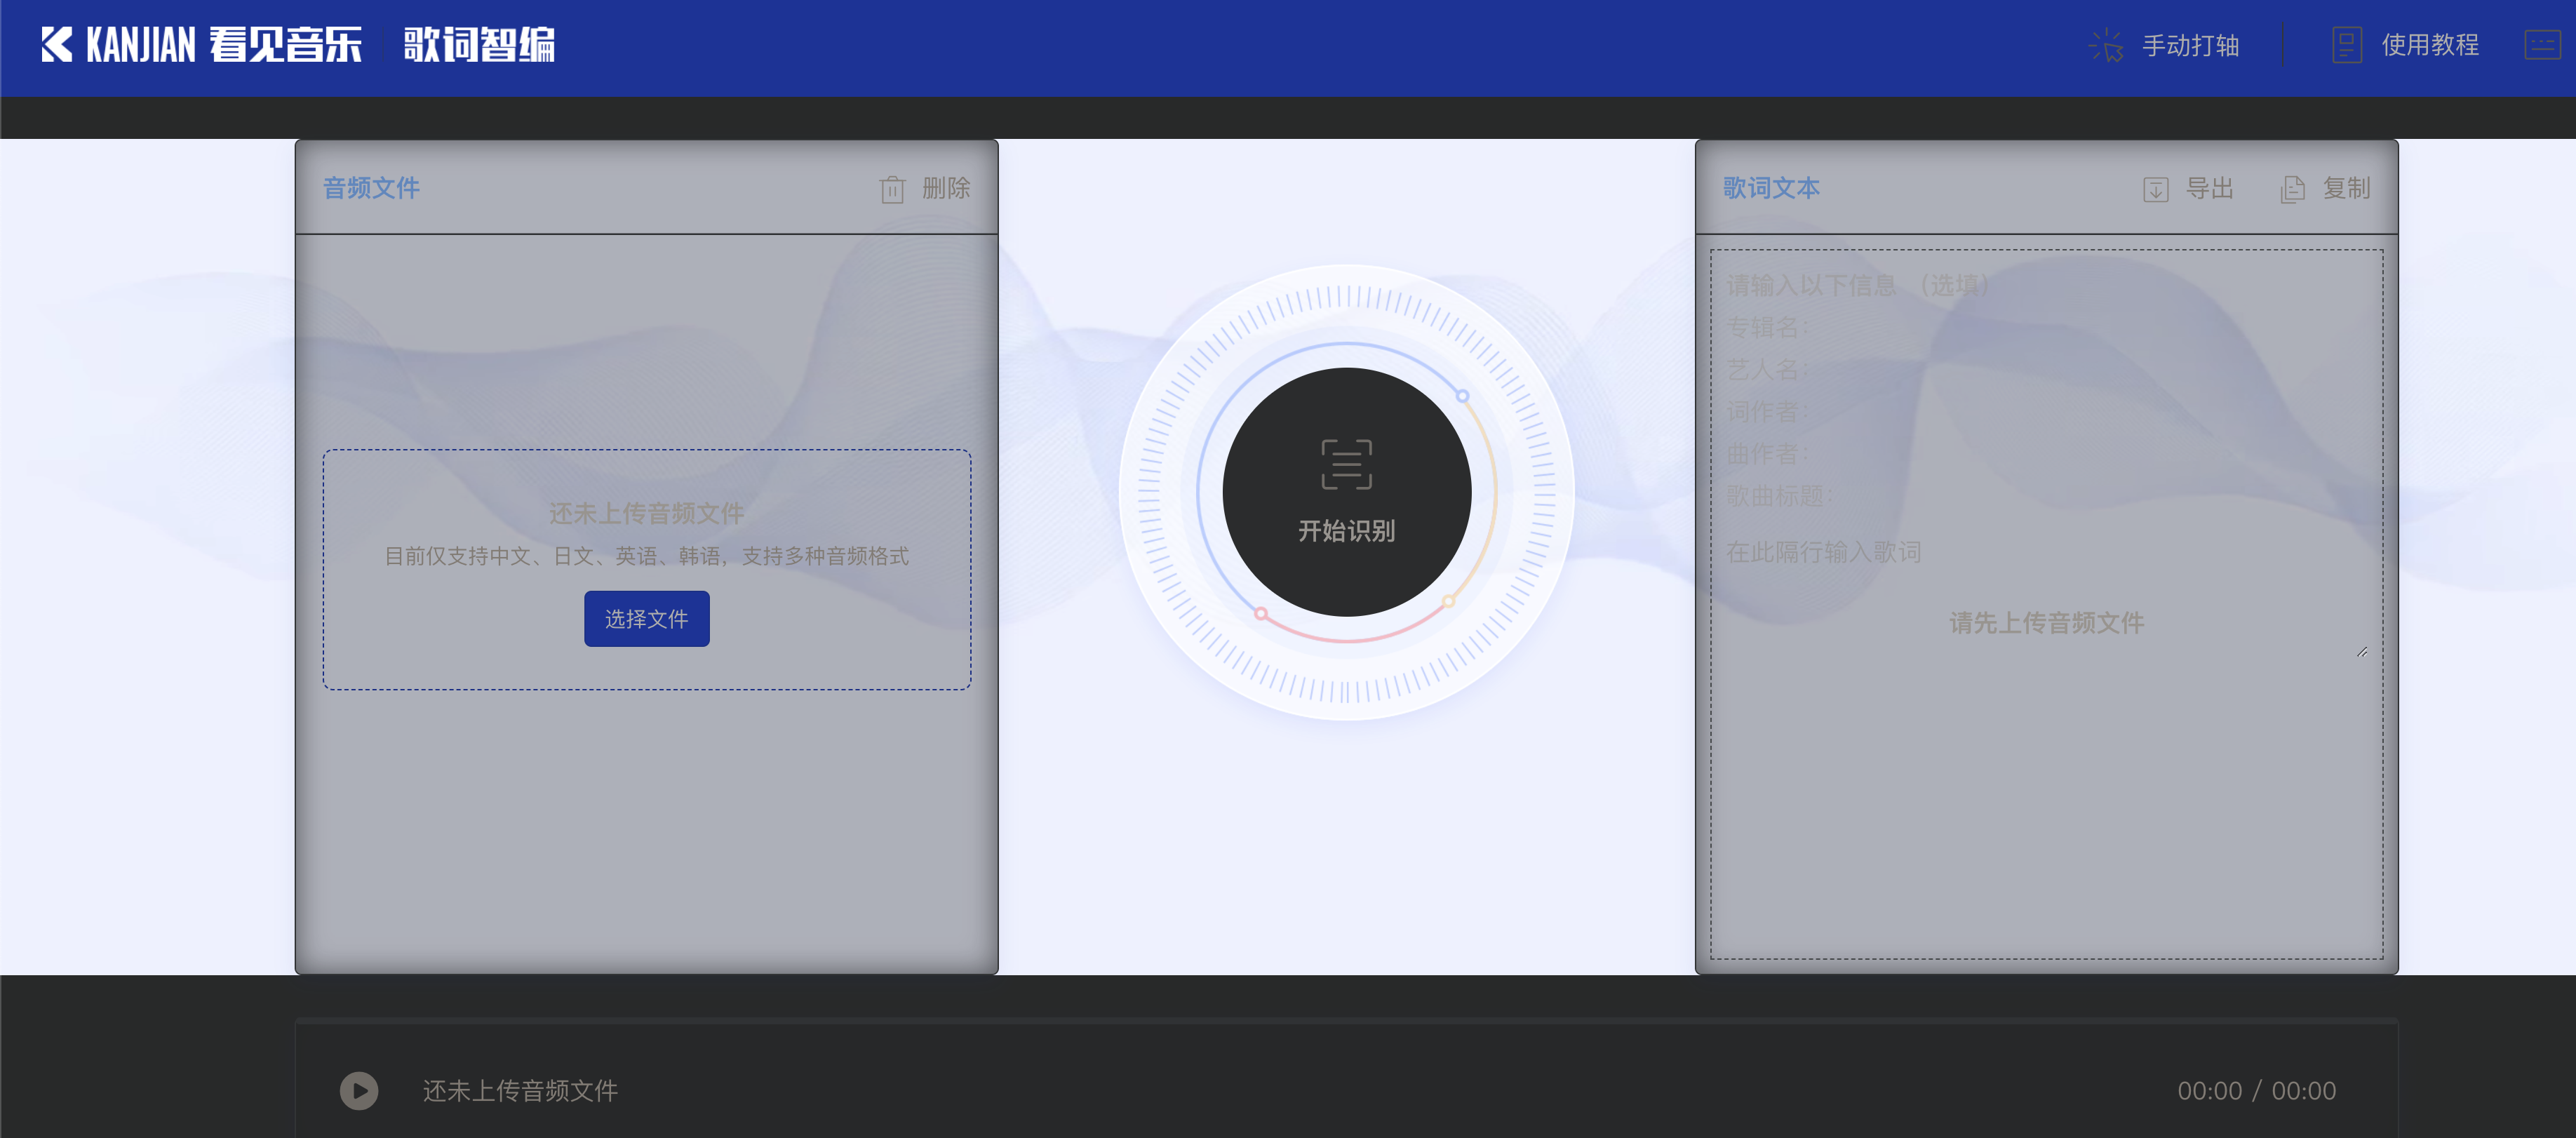 KANJIAN 看见音乐 歌词智编
手动打轴
使用教程
音频文件
删除
还未上传音频文件
目前仅支持中文、日文、英语、韩语，支持多种音频格式
选择文件
开始识别
歌词文本
导出
复制
请输入以下信息 （选填）
专辑名：
艺人名：
词作者：
曲作者：
歌曲标题：
在此隔行输入歌词
请先上传音频文件
还未上传音频文件
00:00 / 00:00